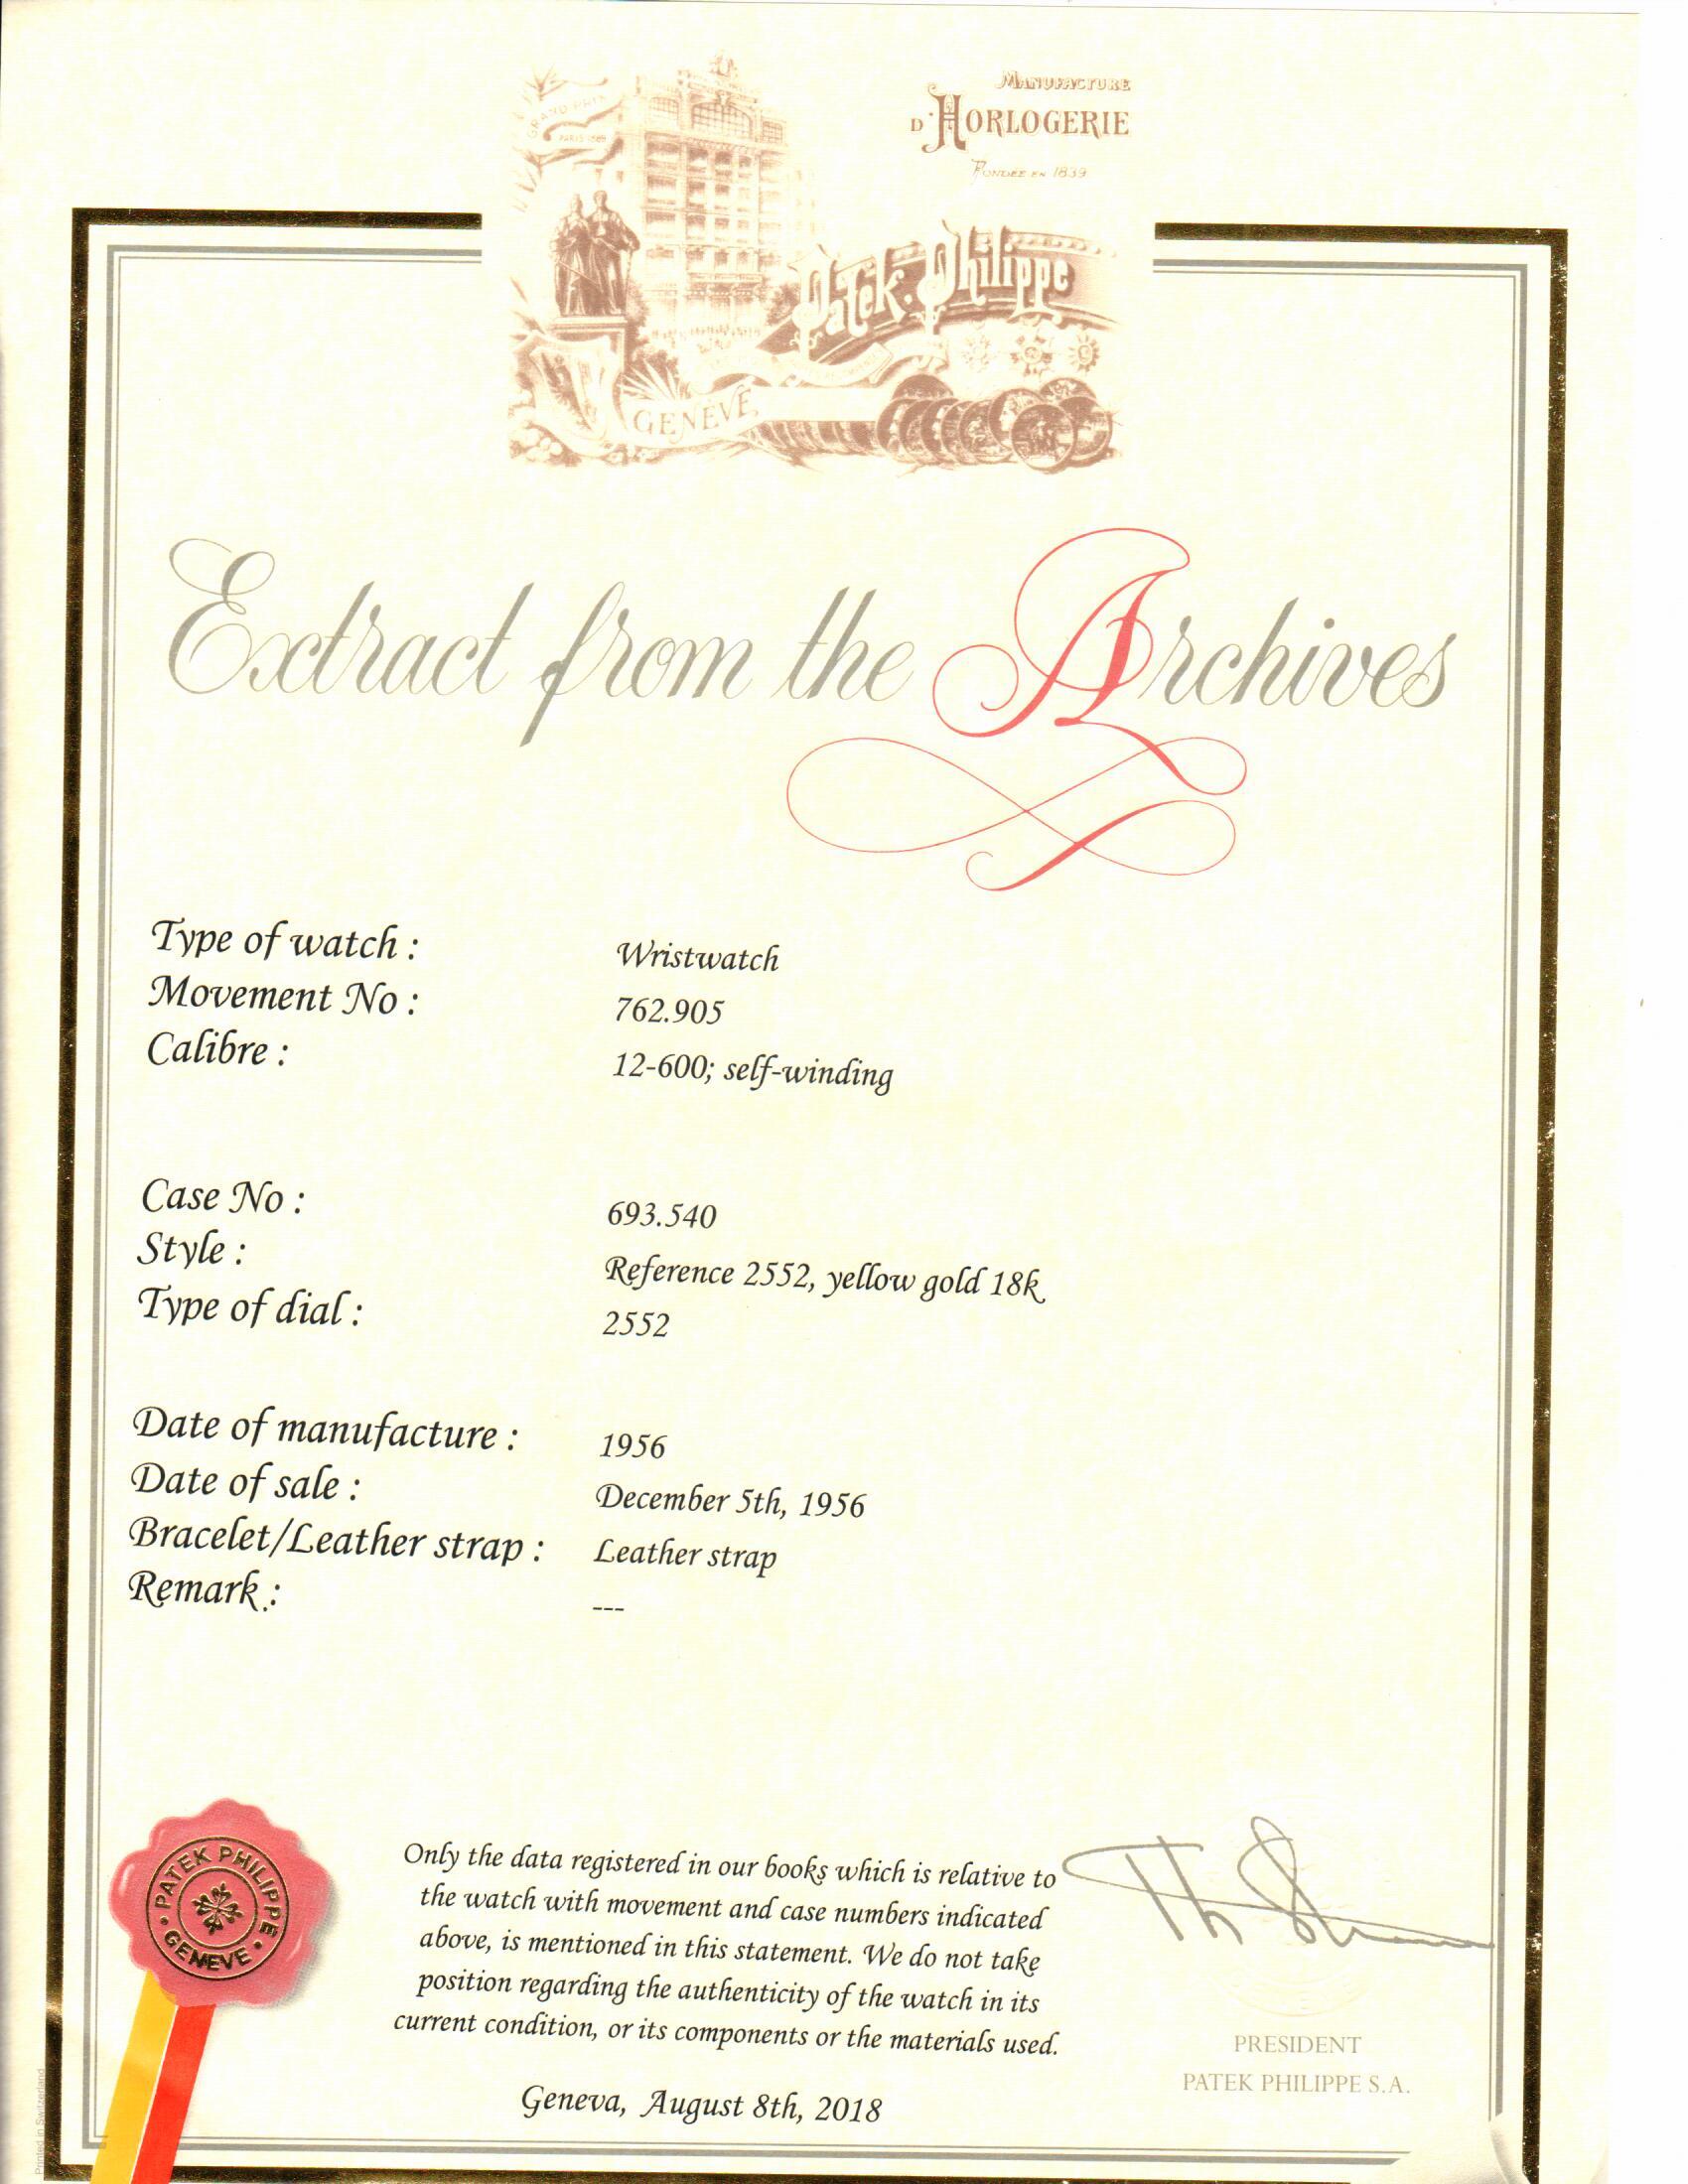 GRAND PRIX
MANUFACTURE
D'HORLOGERIE
FONDÉE EN 1839
Patek Philippe
GENÈVE
Extract from the Archives
Type of watch : Wristwatch
Movement No : 762.905
Calibre : 12-600; self-winding
Case No : 693.540
Style : Reference 2552, yellow gold 18k
Type of dial : 2552
Date of manufacture : 1956
Date of sale : December 5th, 1956
Bracelet/Leather strap : Leather strap
Remark : ---
PATEK PHILIPPE
GENEVE
Only the data registered in our books which is relative to
the watch with movement and case numbers indicated
above, is mentioned in this statement. We do not take
position regarding the authenticity of the watch in its
current condition, or its components or the materials used.
Geneva, August 8th, 2018
PRESIDENT
PATEK PHILIPPE S.A.
Printed in Switzerland